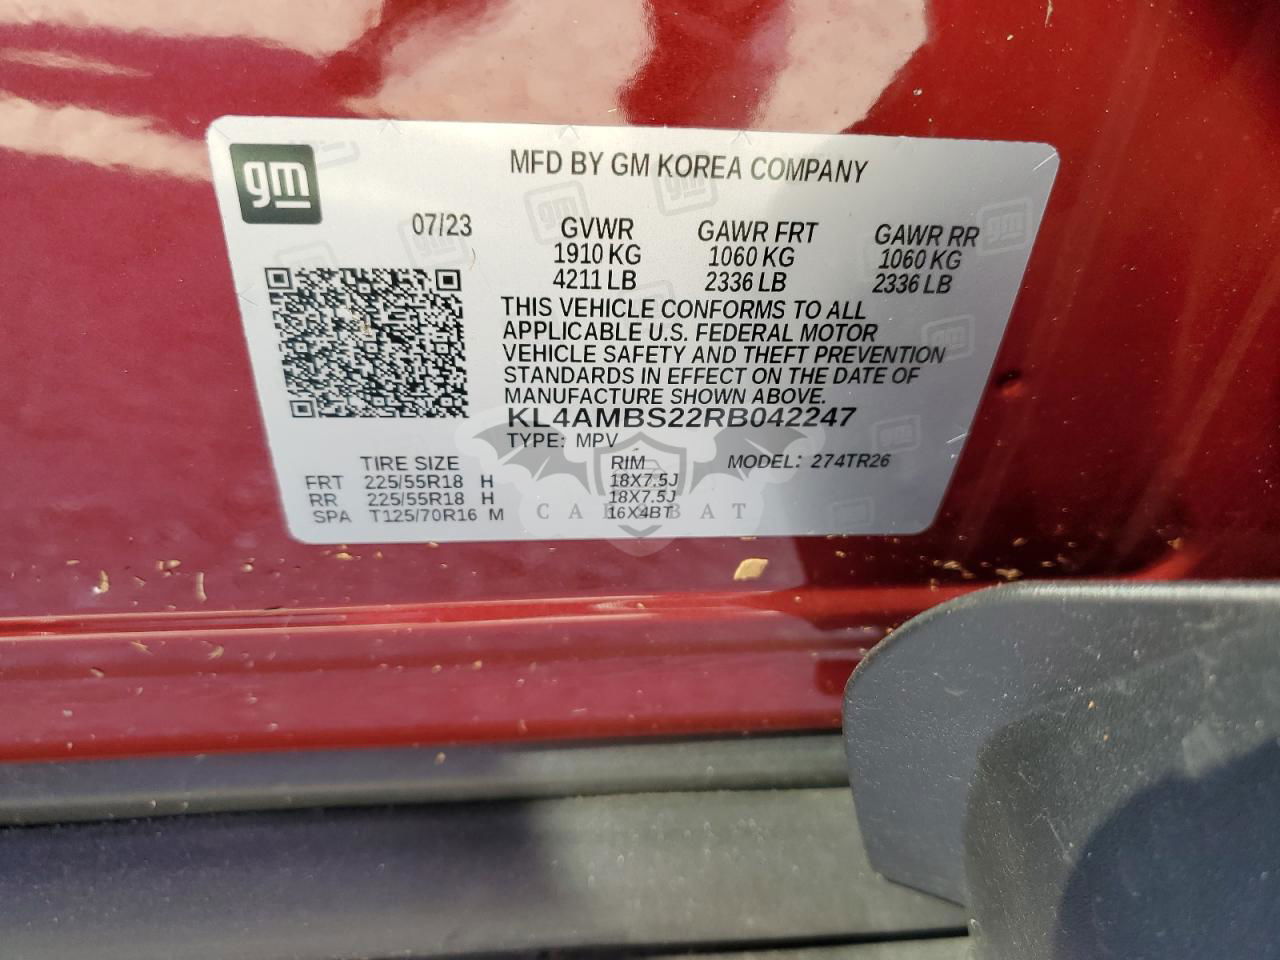 gm
MFD BY GM KOREA COMPANY
07/23
GVWR GAWR FRT GAWR RR
1910 KG 1060 KG 1060 KG
4211 LB 2336 LB 2336 LB
THIS VEHICLE CONFORMS TO ALL
APPLICABLE U.S. FEDERAL MOTOR
VEHICLE SAFETY AND THEFT PREVENTION
STANDARDS IN EFFECT ON THE DATE OF
MANUFACTURE SHOWN ABOVE.
KL4AMBS22RB042247
TYPE: MPV
TIRE SIZE RIM MODEL: 274TR26
FRT 225/55R18 H 18X7.5J
RR 225/55R18 H 18X7.5J
SPA T125/70R16 M 16X4BT